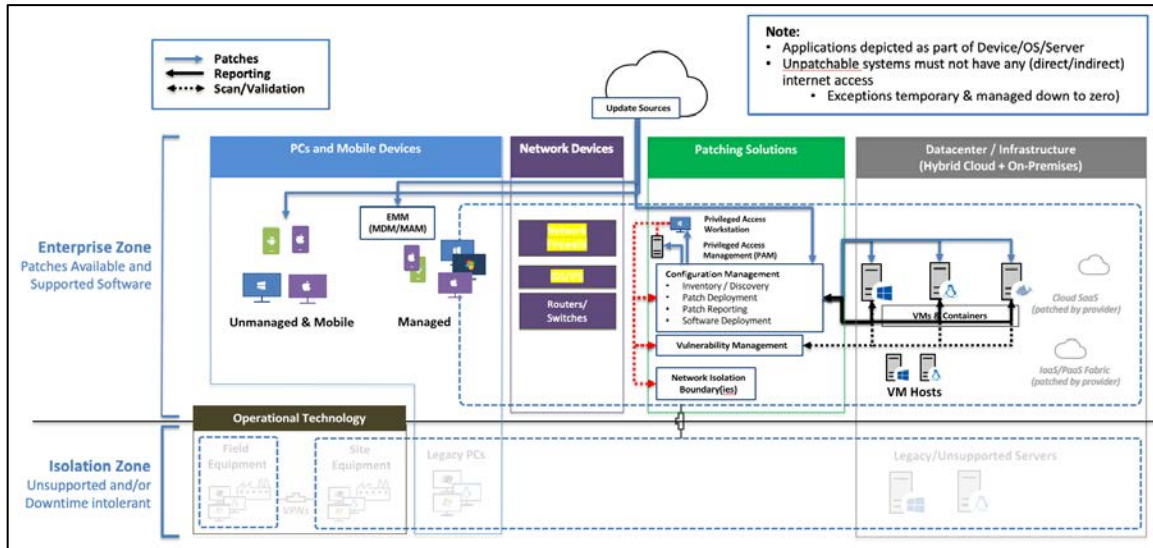 Patches
Reporting
Scan/Validation
Note:
• Applications depicted as part of Device/OS/Server
• Unpatchable systems must not have any (direct/indirect)
internet access
• Exceptions temporary & managed down to zero)
Update Sources
PCs and Mobile Devices
Network Devices
Patching Solutions
Datacenter / Infrastructure
(Hybrid Cloud + On-Premises)
Enterprise Zone
Patches Available and
Supported Software
EMM
(MDM/MAM)
Unmanaged & Mobile
Managed
Network
Routers/
Switches
Privileged Access
Workstation
Privileged Access
Management (PAM)
Configuration Management
• Inventory / Discovery
• Patch Deployment
• Patch Reporting
• Software Deployment
Vulnerability Management
Network Isolation
Boundary(ies)
VMs & Containers
VM Hosts
Cloud SaaS
(patched by provider)
IaaS/PaaS Fabric
(patched by provider)
Operational Technology
Isolation Zone
Unsupported and/or
Downtime intolerant
Field
Equipment
VPNs
Site
Equipment
Legacy PCs
Legacy/Unsupported Servers